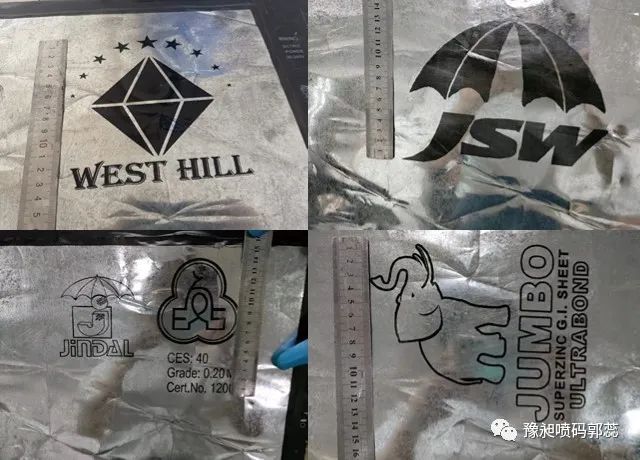 WEST HILL
JSW
JINDAL
CES: 40
Grade: 0.20
Cert.No. 120
JUMBO
SUPERZINC G.I. SHEET
ULTRABOND
豫昶喷码郭蕊